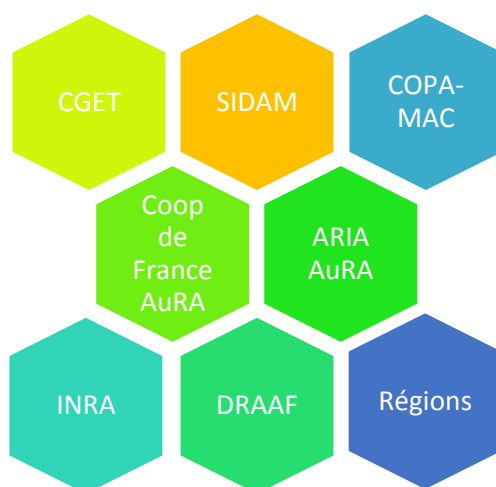 CGET
SIDAM
COPA-
MAC
Coop
de
France
AuRA
ARIA
AuRA
INRA
DRAAF
Régions